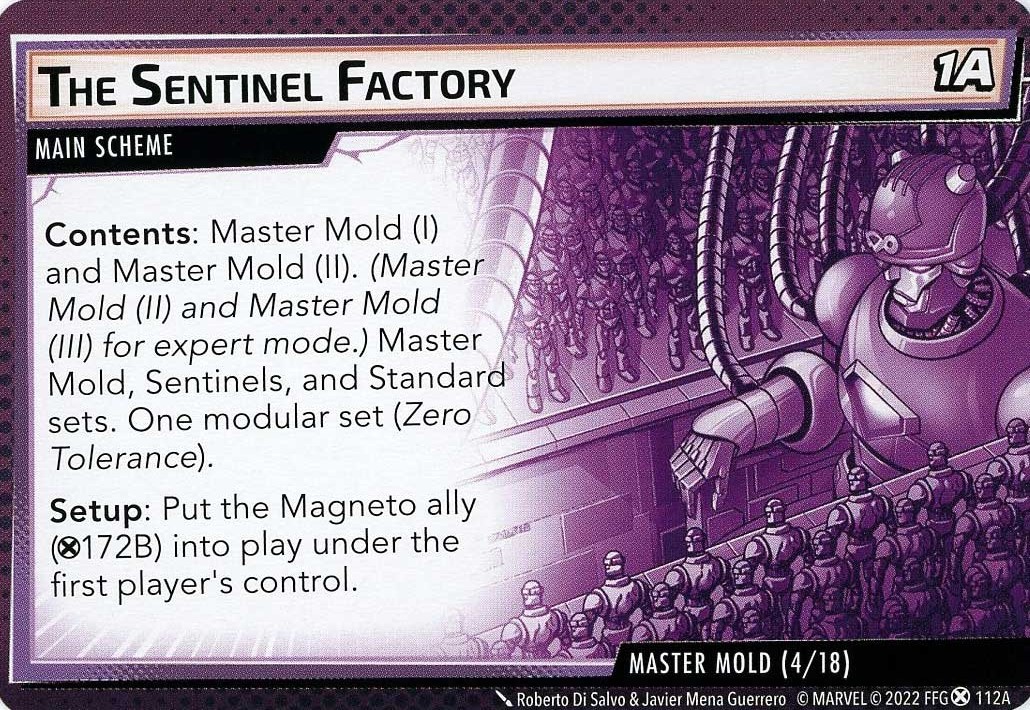 THE SENTINEL FACTORY
1A
MAIN SCHEME
Contents: Master Mold (I)
and Master Mold (II). (Master
Mold (II) and Master Mold
(III) for expert mode.) Master
Mold, Sentinels, and Standard
sets. One modular set (Zero
Tolerance).
Setup: Put the Magneto ally
(172B) into play under the
first player's control.
MASTER MOLD (4/18)
Roberto Di Salvo & Javier Mena Guerrero © MARVEL © 2022 FFG 112A